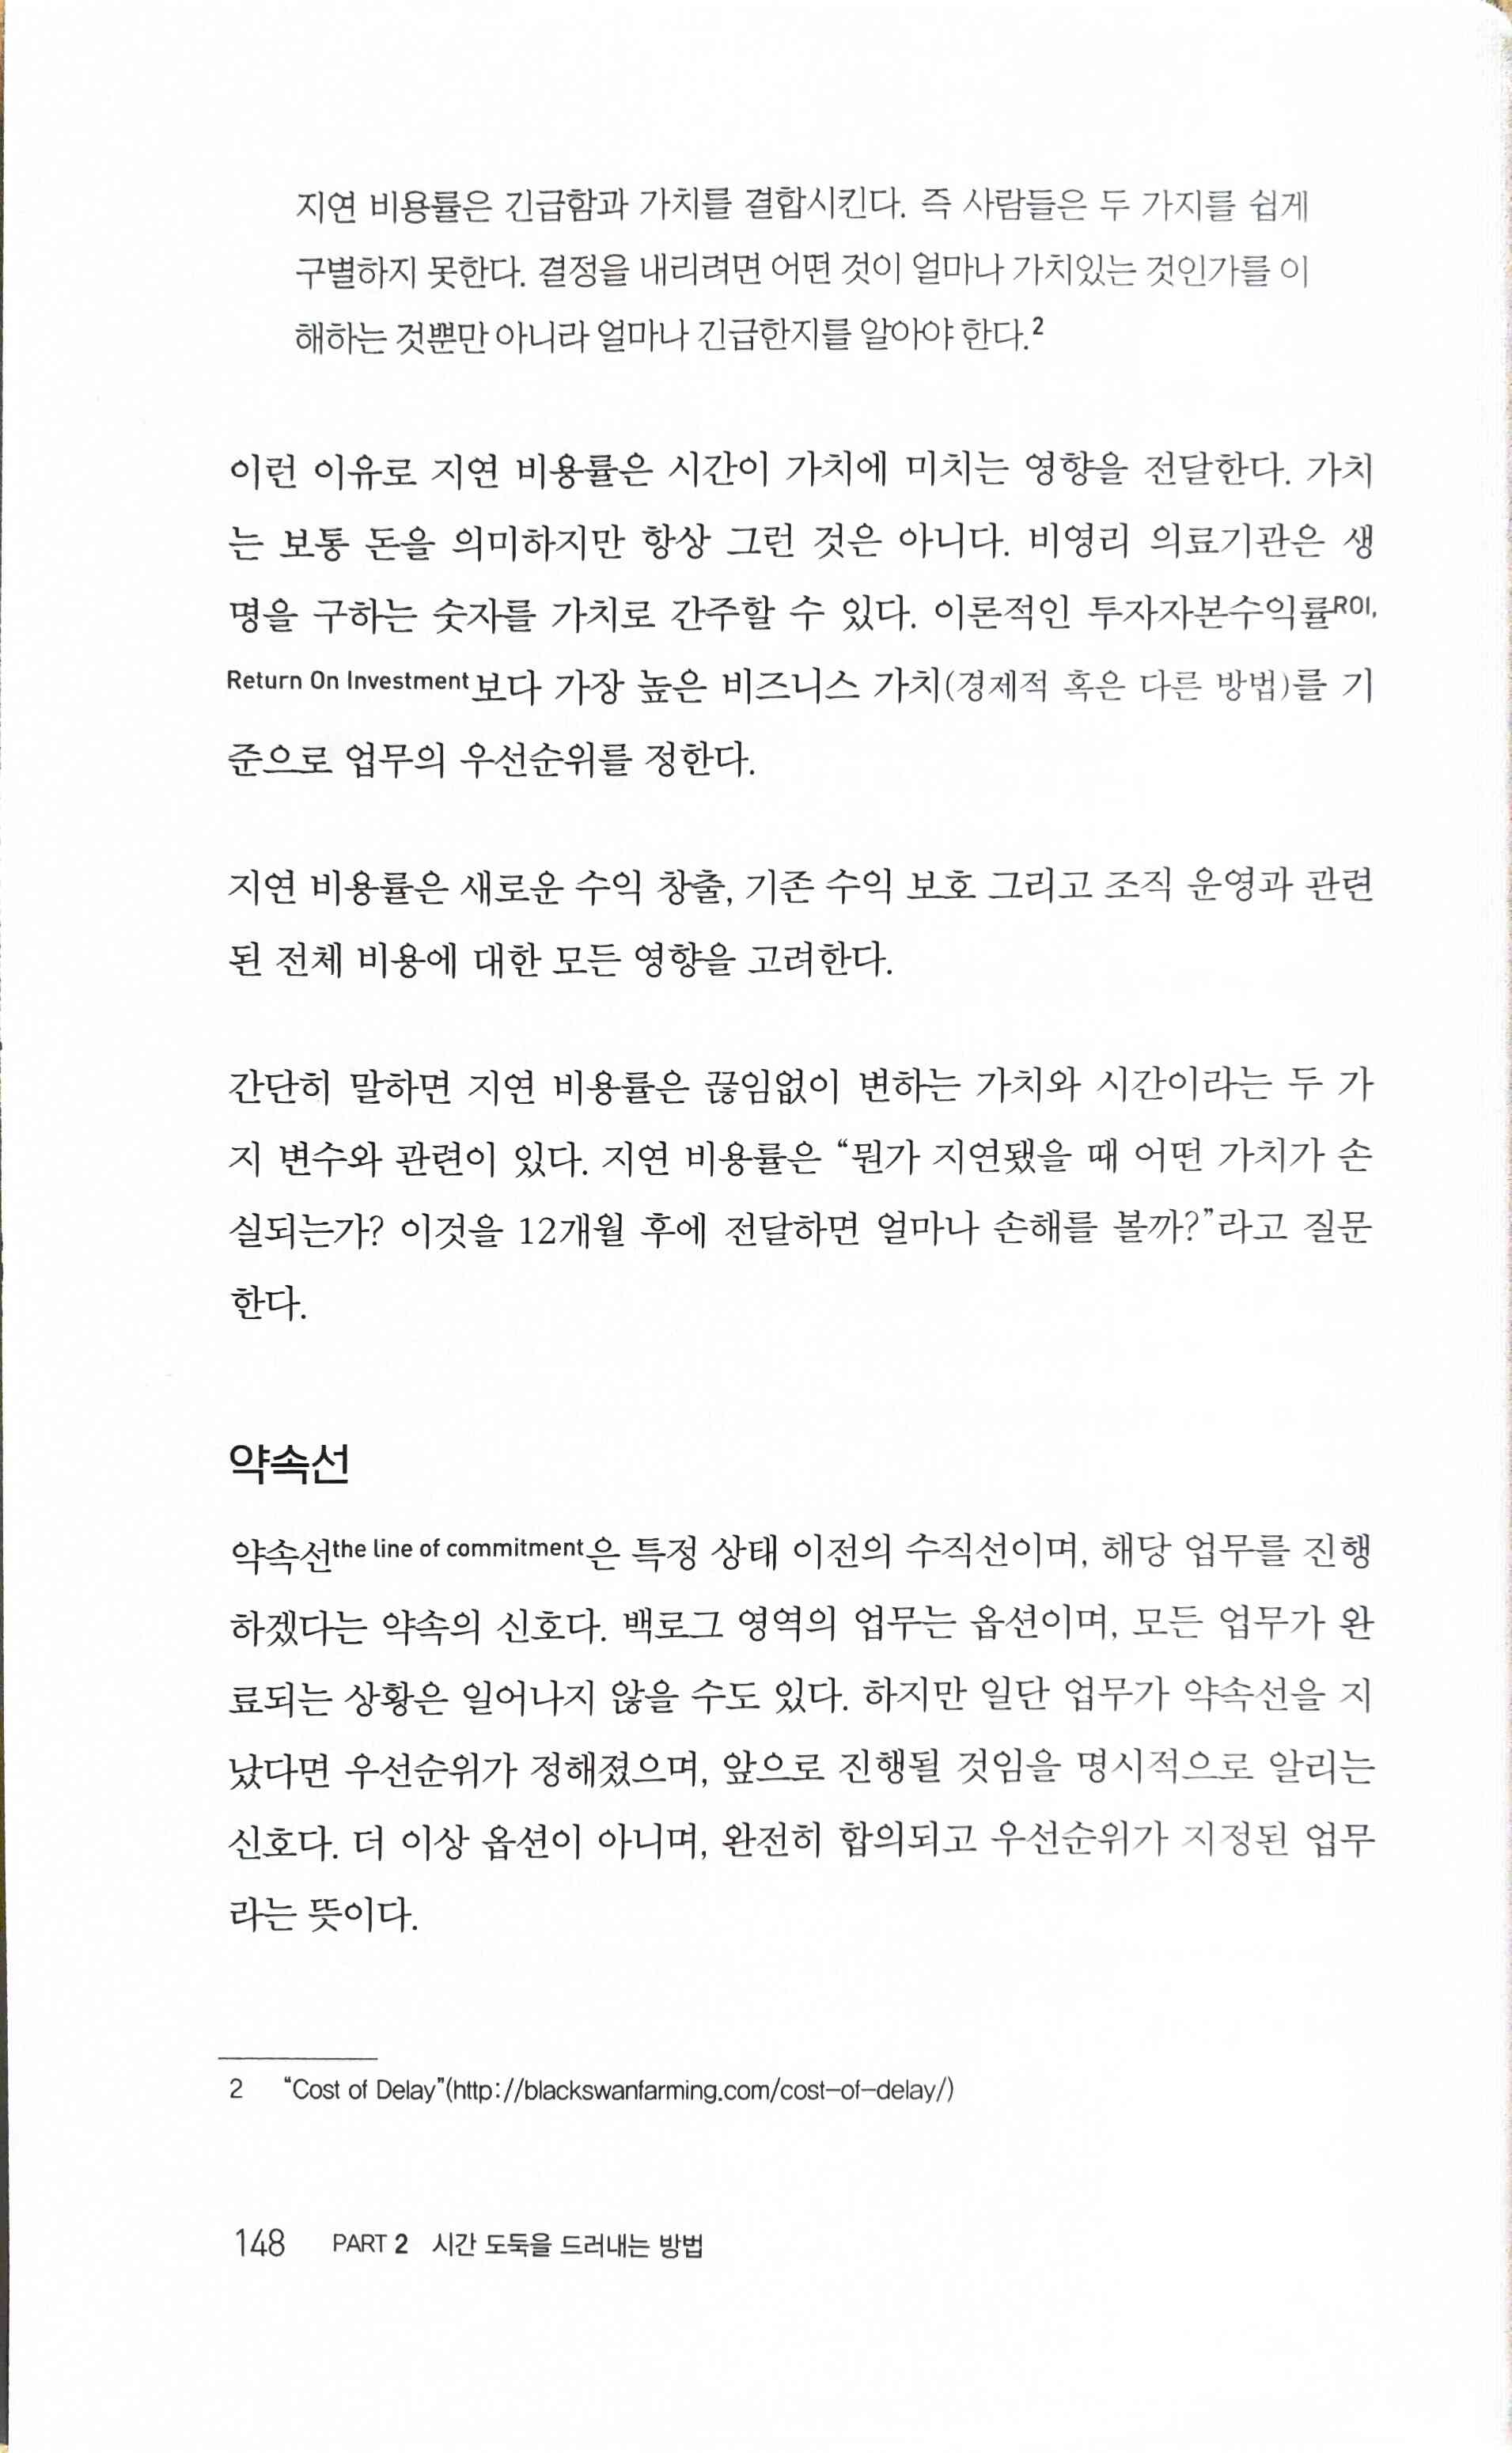 지연 비용률은 긴급함과 가치를 결합시킨다. 즉 사람들은 두 가지를 쉽게
구별하지 못한다. 결정을 내리려면 어떤 것이 얼마나 가치있는 것인가를 이
해하는 것뿐만 아니라 얼마나 긴급한지를 알아야 한다.2
이런 이유로 지연 비용률은 시간이 가치에 미치는 영향을 전달한다. 가치
는 보통 돈을 의미하지만 항상 그런 것은 아니다. 비영리 의료기관은 생
명을 구하는 숫자를 가치로 간주할 수 있다. 이론적인 투자자본수익률ROI,
Return On Investment보다 가장 높은 비즈니스 가치(경제적 혹은 다른 방법)를 기
준으로 업무의 우선순위를 정한다.
지연 비용률은 새로운 수익 창출, 기존 수익 보호 그리고 조직 운영과 관련
된 전체 비용에 대한 모든 영향을 고려한다.
간단히 말하면 지연 비용률은 끊임없이 변하는 가치와 시간이라는 두 가
지 변수와 관련이 있다. 지연 비용률은 “뭔가 지연됐을 때 어떤 가치가 손
실되는가? 이것을 12개월 후에 전달하면 얼마나 손해를 볼까?”라고 질문
한다.
약속선
약속선the line of commitment은 특정 상태 이전의 수직선이며, 해당 업무를 진행
하겠다는 약속의 신호다. 백로그 영역의 업무는 옵션이며, 모든 업무가 완
료되는 상황은 일어나지 않을 수도 있다. 하지만 일단 업무가 약속선을 지
났다면 우선순위가 정해졌으며, 앞으로 진행될 것임을 명시적으로 알리는
신호다. 더 이상 옵션이 아니며, 완전히 합의되고 우선순위가 지정된 업무
라는 뜻이다.
2 “Cost of Delay”(http://blackswanfarming.com/cost-of-delay/)
148 PART 2 시간 도둑을 드러내는 방법